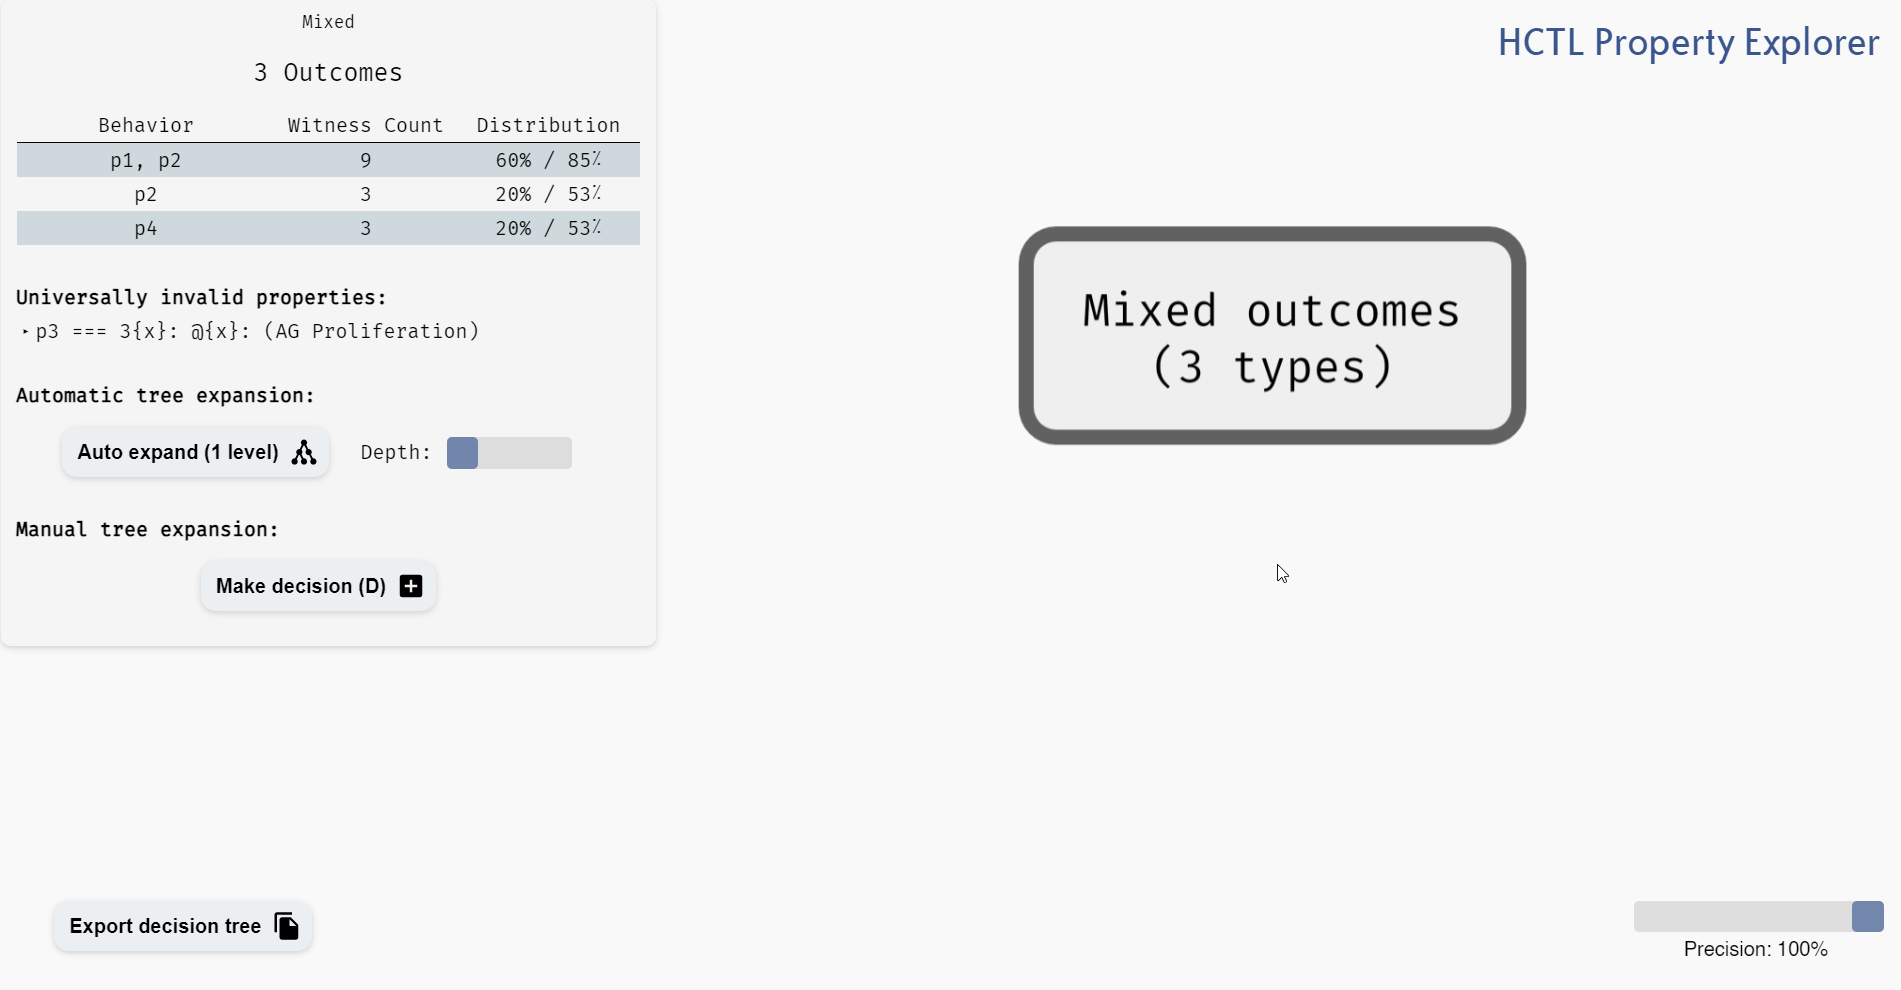 Mixed
3 Outcomes
Behavior Witness Count Distribution
p1, p2 9 60% / 85⁒
p2 3 20% / 53⁒
p4 3 20% / 53⁒
Universally invalid properties:
‣ p3 === 3{x}: @{x}: (AG Proliferation)
Automatic tree expansion:
Auto expand (1 level) Depth:
Manual tree expansion:
Make decision (D)
Export decision tree
HCTL Property Explorer
Mixed outcomes
(3 types)
Precision: 100%